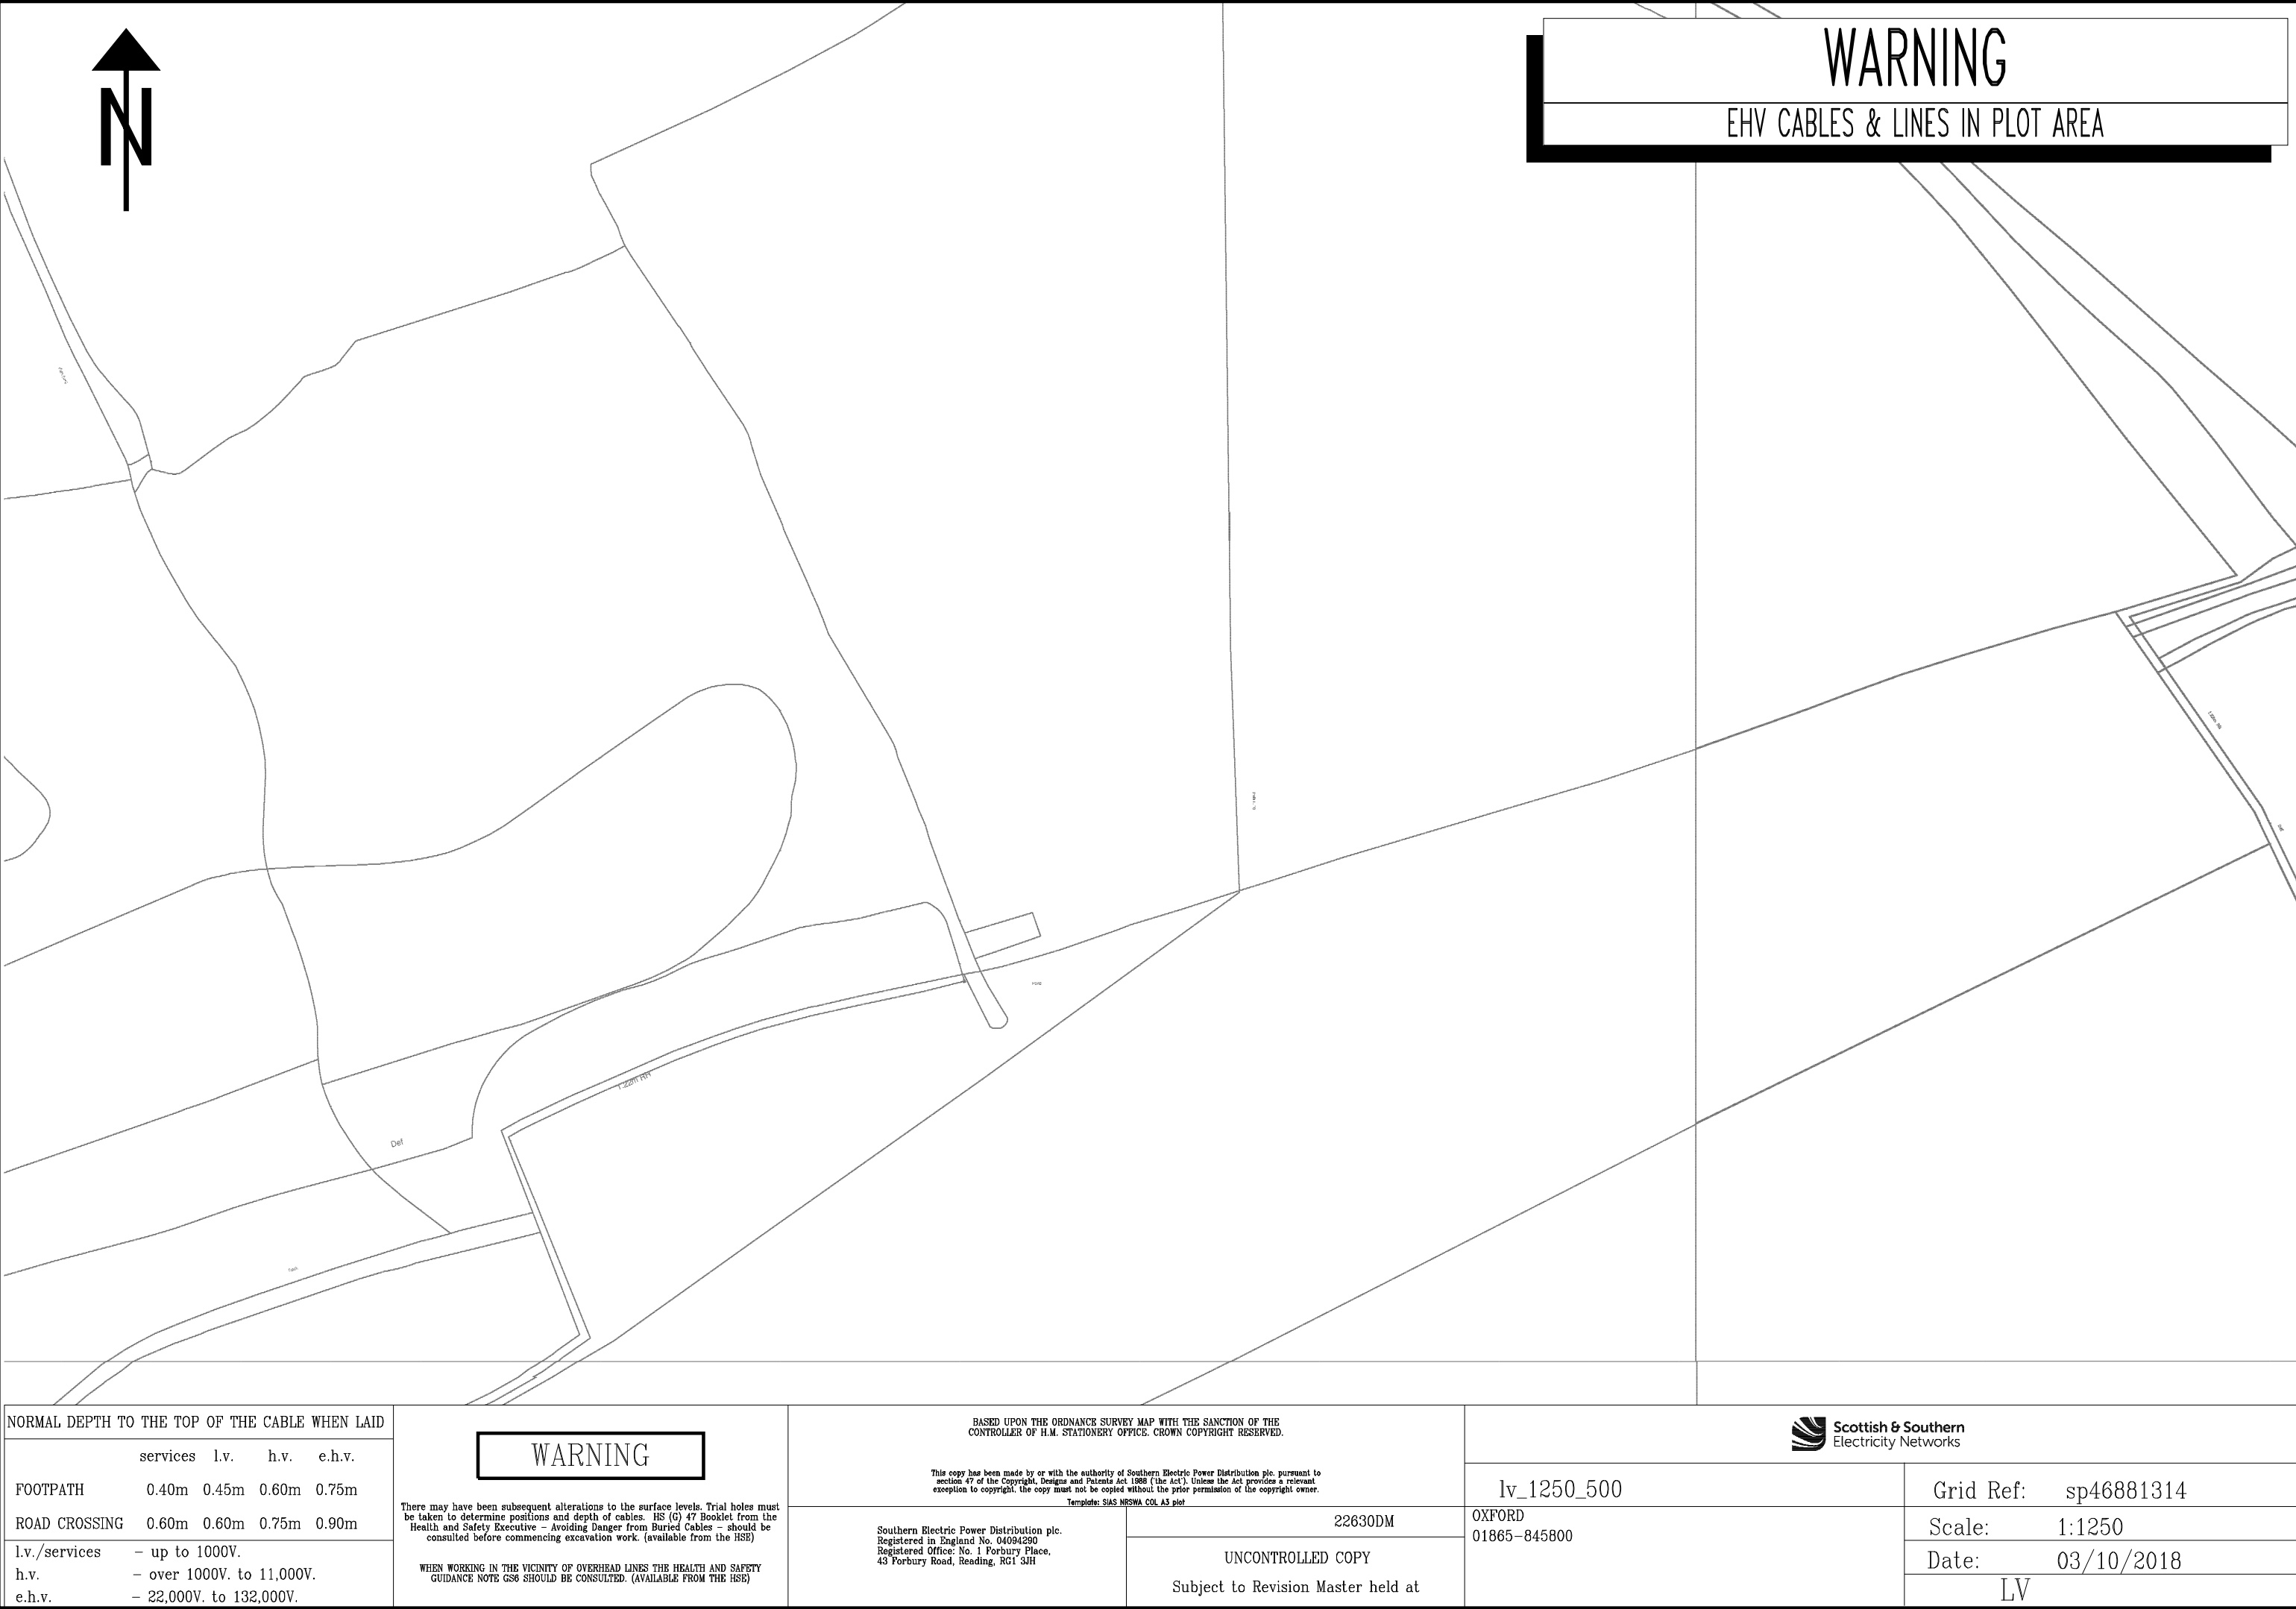 N
WARNING
EHV CABLES & LINES IN PLOT AREA
1.22m RH
Def
NORMAL DEPTH TO THE TOP OF THE CABLE WHEN LAID
services l.v. h.v. e.h.v.
FOOTPATH 0.40m 0.45m 0.60m 0.75m
ROAD CROSSING 0.60m 0.60m 0.75m 0.90m
l.v./services – up to 1000V.
h.v. – over 1000V. to 11,000V.
e.h.v. – 22,000V. to 132,000V.
WARNING
There may have been subsequent alterations to the surface levels. Trial holes must
be taken to determine positions and depth of cables. HS (G) 47 Booklet from the
Health and Safety Executive – Avoiding Danger from Buried Cables – should be
consulted before commencing excavation work. (available from the HSE)
WHEN WORKING IN THE VICINITY OF OVERHEAD LINES THE HEALTH AND SAFETY
GUIDANCE NOTE GS6 SHOULD BE CONSULTED. (AVAILABLE FROM THE HSE)
BASED UPON THE ORDNANCE SURVEY MAP WITH THE SANCTION OF THE
CONTROLLER OF H.M. STATIONERY OFFICE. CROWN COPYRIGHT RESERVED.
This copy has been made by or with the authority of Southern Electric Power Distribution plc. pursuant to
section 47 of the Copyright, Designs and Patents Act 1988 ('the Act'). Unless the Act provides a relevant
exception to copyright, the copy must not be copied without the prior permission of the copyright owner.
Template: SIAS NRSWA COL A3 plot
Southern Electric Power Distribution plc.
Registered in England No. 04094290
Registered Office: No. 1 Forbury Place,
43 Forbury Road, Reading, RG1 3JH
22630DM
UNCONTROLLED COPY
Subject to Revision Master held at
Scottish & Southern
Electricity Networks
lv_1250_500
OXFORD
01865–845800
Grid Ref: sp46881314
Scale: 1:1250
Date: 03/10/2018
LV